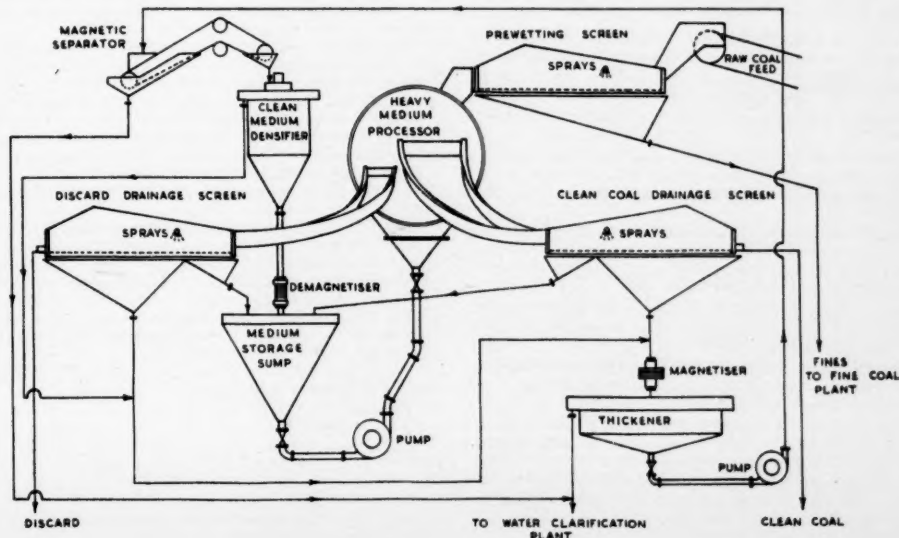 MAGNETIC
SEPARATOR
PREWETTING SCREEN
SPRAYS
RAW COAL
FEED
CLEAN
MEDIUM
DENSIFIER
HEAVY
MEDIUM
PROCESSOR
DISCARD DRAINAGE SCREEN
CLEAN COAL DRAINAGE SCREEN
SPRAYS
SPRAYS
DEMAGNETISER
MEDIUM
STORAGE
SUMP
FINES
TO FINE COAL
PLANT
MAGNETISER
THICKENER
PUMP
PUMP
DISCARD
TO WATER CLARIFICATION
PLANT
CLEAN COAL